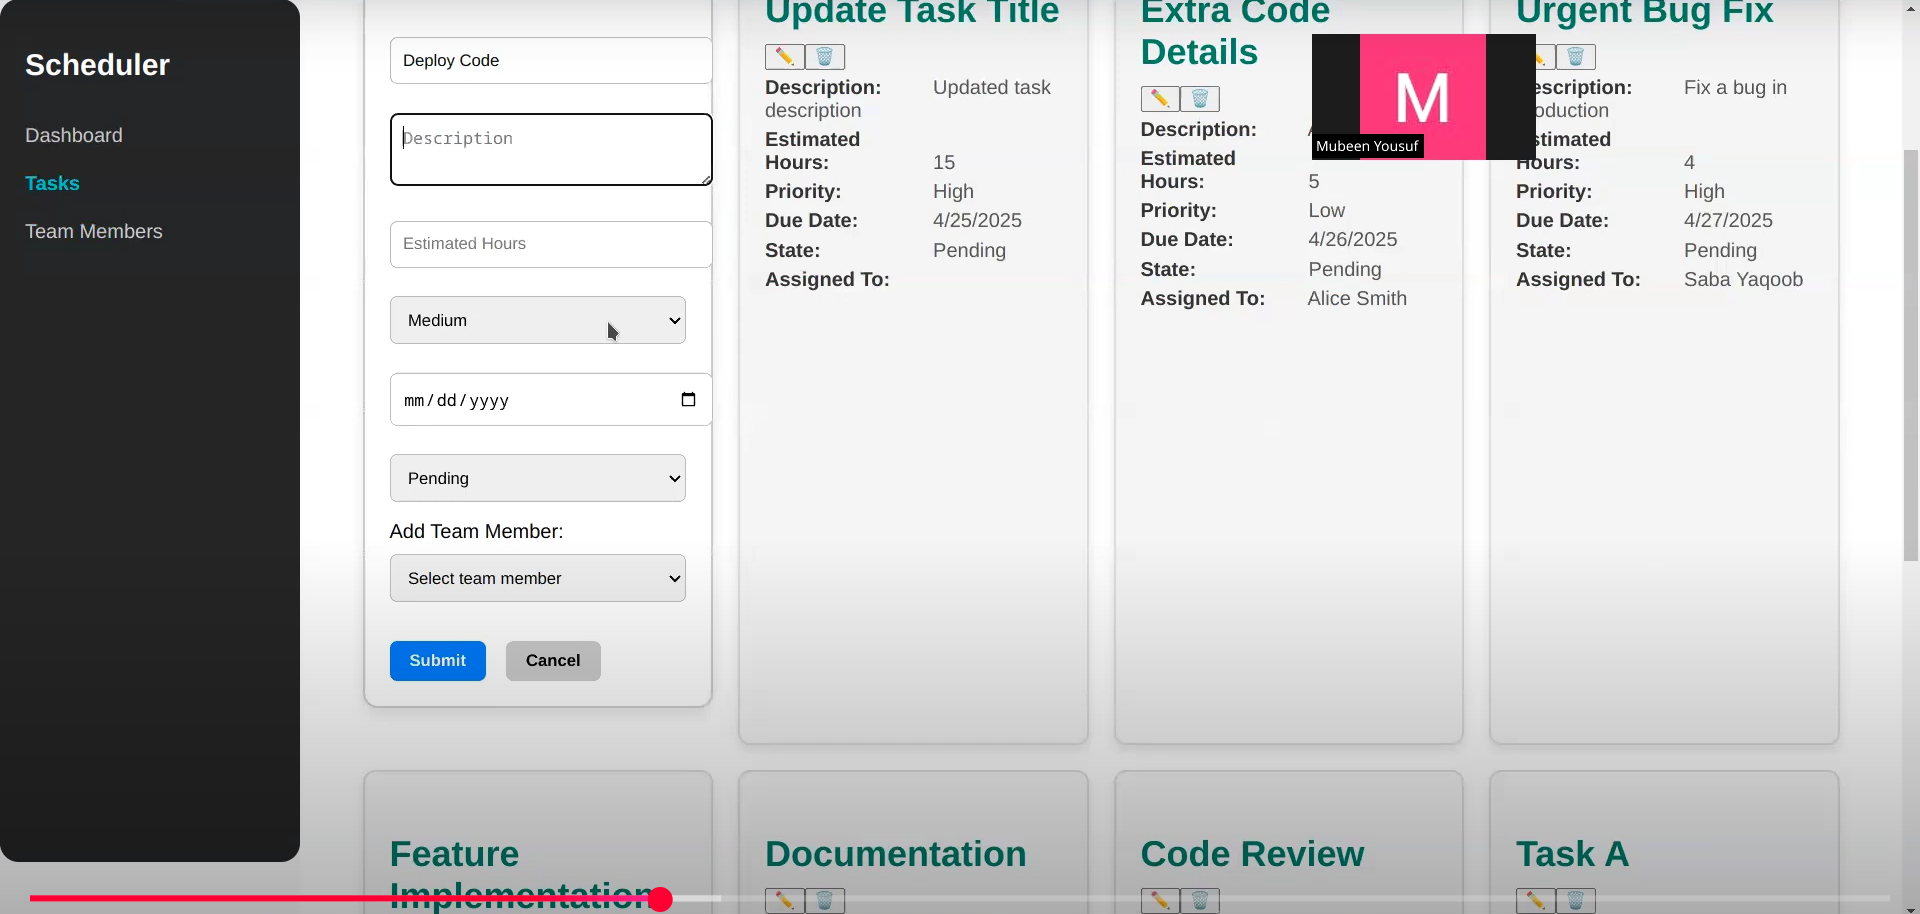 Scheduler
Dashboard
Tasks
Team Members
Deploy Code
Description
Estimated Hours
Medium
mm/dd/yyyy
Pending
Add Team Member:
Select team member
Submit
Cancel
Update Task Title
Description: Updated task
description
Estimated
Hours: 15
Priority: High
Due Date: 4/25/2025
State: Pending
Assigned To:
Extra Code
Details
Description:
Estimated
Hours: 5
Priority: Low
Due Date: 4/26/2025
State: Pending
Assigned To: Alice Smith
M
Mubeen Yousuf
Urgent Bug Fix
escription: Fix a bug in
oduction
stimated
Hours: 4
Priority: High
Due Date: 4/27/2025
State: Pending
Assigned To: Saba Yaqoob
Feature
Implementation
Documentation
Code Review
Task A